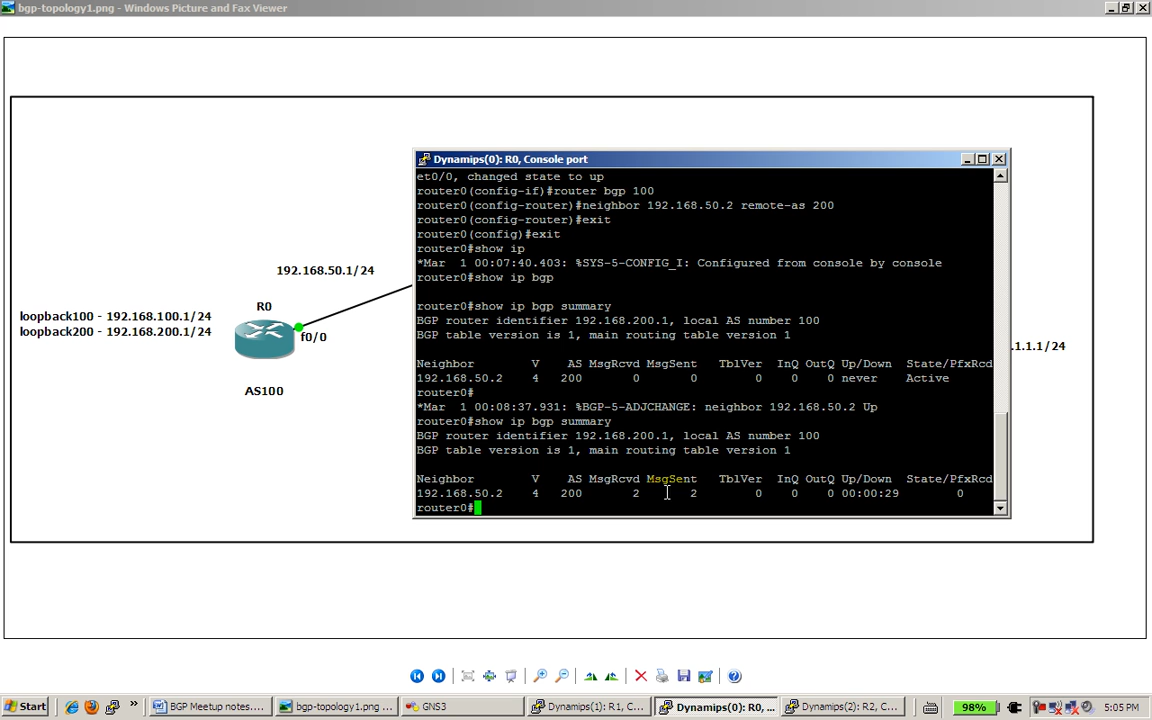 bgp-topology1.png - Windows Picture and Fax Viewer
192.168.50.1/24
R0
loopback100 - 192.168.100.1/24
loopback200 - 192.168.200.1/24
f0/0
AS100
.1.1.1/24
Dynamips(0): R0, Console port
et0/0, changed state to up
router0(config-if)#router bgp 100
router0(config-router)#neighbor 192.168.50.2 remote-as 200
router0(config-router)#exit
router0(config)#exit
router0#show ip
*Mar  1 00:07:40.403: %SYS-5-CONFIG_I: Configured from console by console
router0#show ip bgp
router0#show ip bgp summary
BGP router identifier 192.168.200.1, local AS number 100
BGP table version is 1, main routing table version 1
Neighbor        V    AS MsgRcvd MsgSent   TblVer  InQ OutQ Up/Down  State/PfxRcd
192.168.50.2    4   200       0       0        0    0    0 never    Active
router0#
*Mar  1 00:08:37.931: %BGP-5-ADJCHANGE: neighbor 192.168.50.2 Up
router0#show ip bgp summary
BGP router identifier 192.168.200.1, local AS number 100
BGP table version is 1, main routing table version 1
Neighbor        V    AS MsgRcvd MsgSent   TblVer  InQ OutQ Up/Down  State/PfxRcd
192.168.50.2    4   200       2       2        0    0    0 00:00:29        0
router0#
Start
»
BGP Meetup notes....
bgp-topology1.png ...
GNS3
Dynamips(1): R1, C...
Dynamips(0): R0, ...
Dynamips(2): R2, C...
98%
5:05 PM